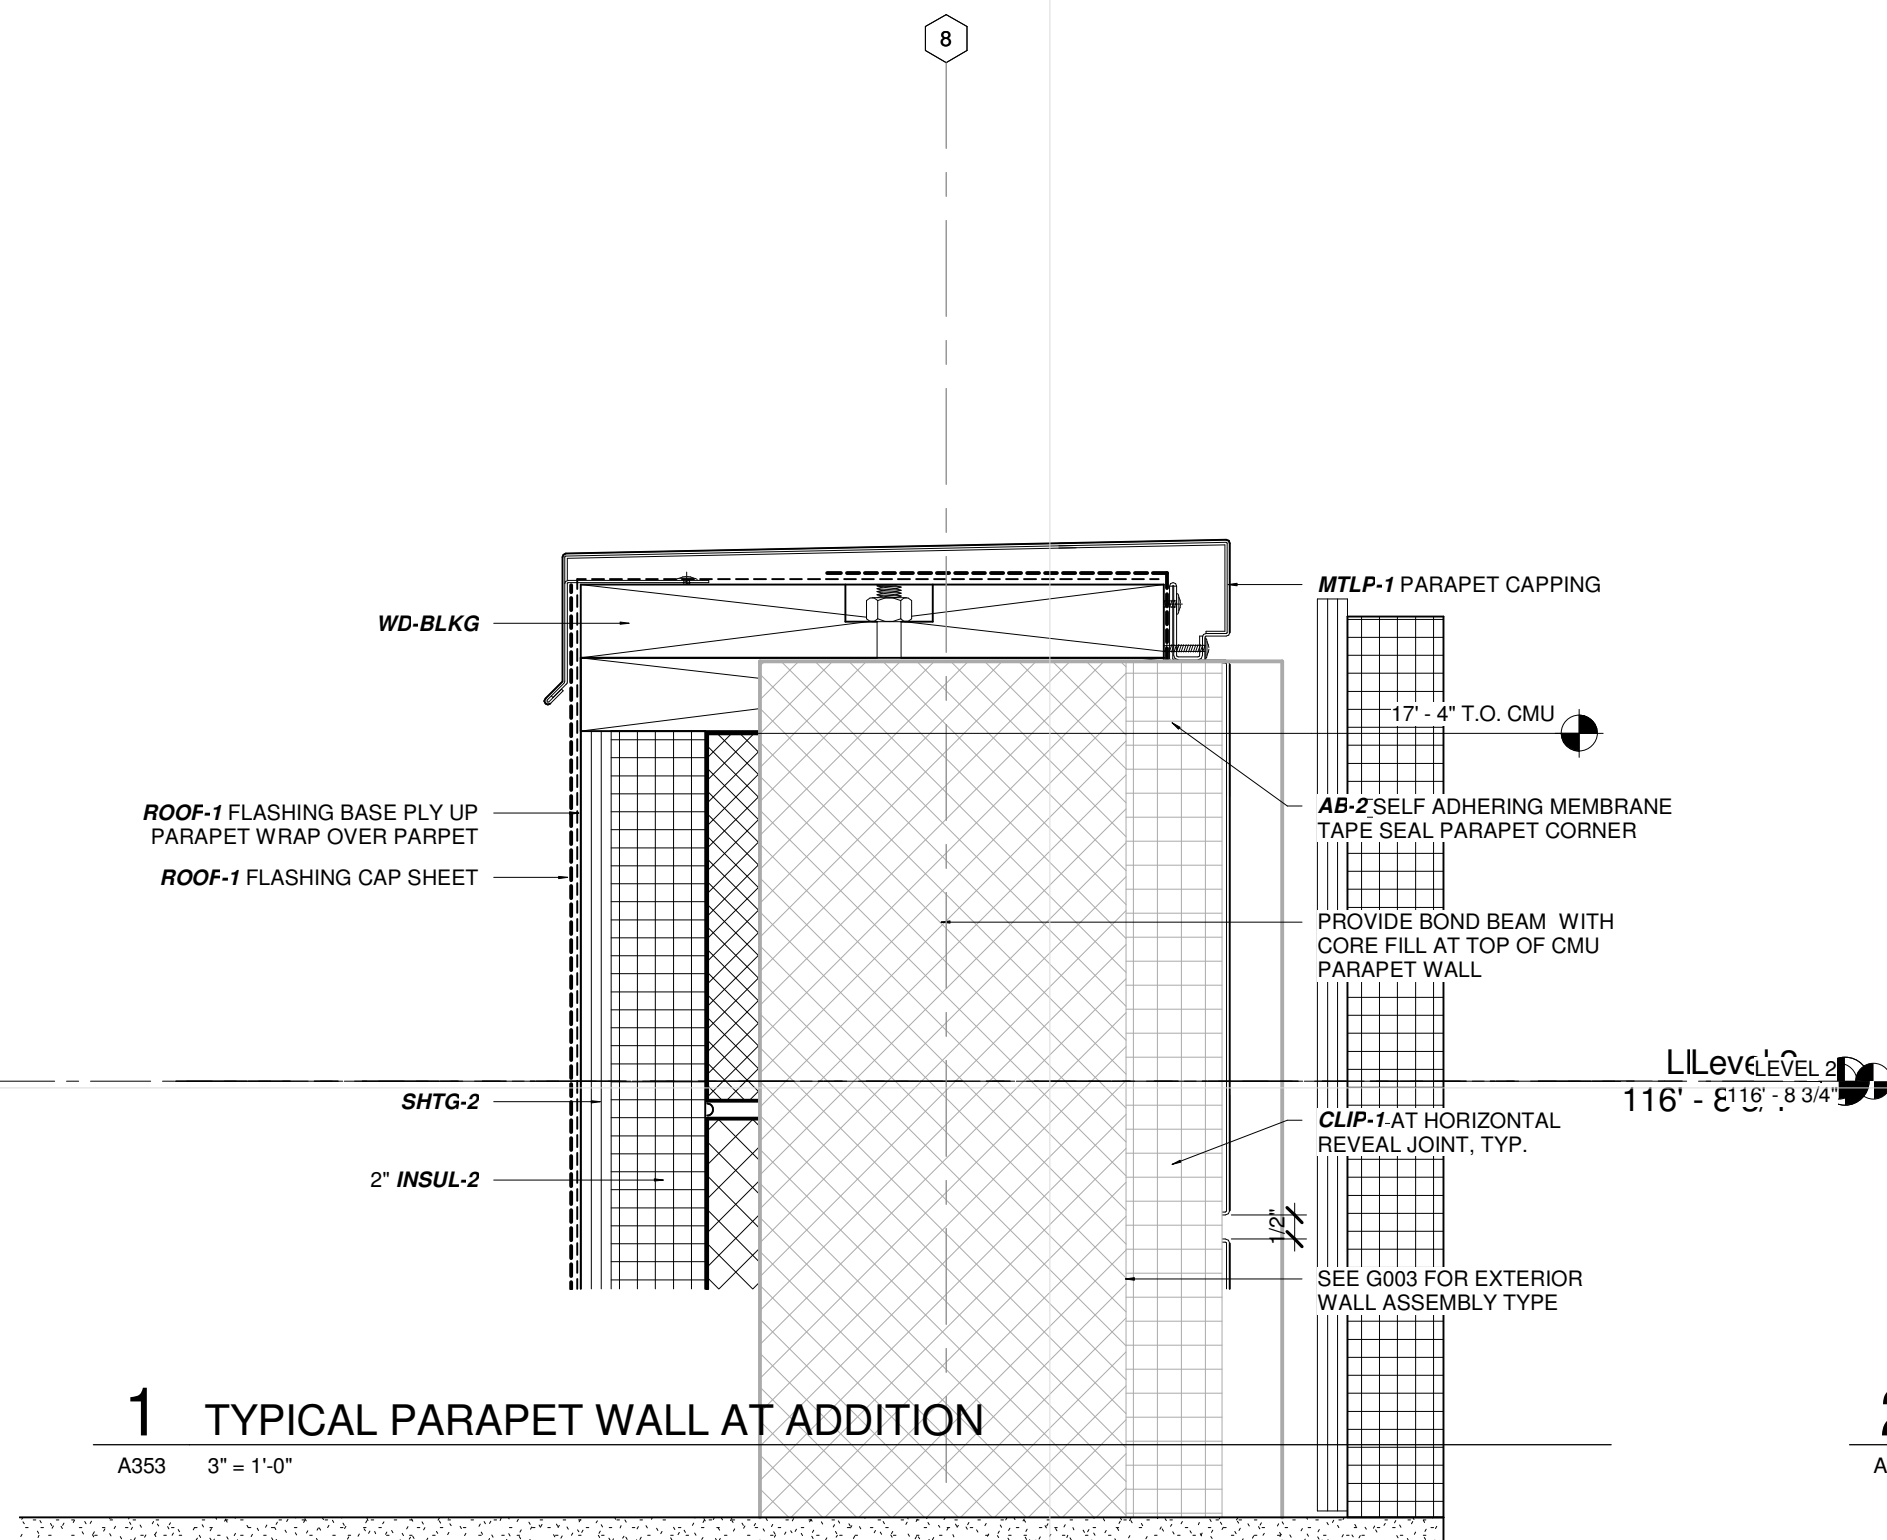 8
MTLP-1 PARAPET CAPPING
WD-BLKG
17' - 4" T.O. CMU
ROOF-1 FLASHING BASE PLY UP
PARAPET WRAP OVER PARPET
ROOF-1 FLASHING CAP SHEET
AB-2 SELF ADHERING MEMBRANE
TAPE SEAL PARAPET CORNER
PROVIDE BOND BEAM WITH
CORE FILL AT TOP OF CMU
PARAPET WALL
LEVEL 2
116' - 8 3/4"
SHTG-2
CLIP-1 AT HORIZONTAL
REVEAL JOINT, TYP.
2" INSUL-2
1/2"
SEE G003 FOR EXTERIOR
WALL ASSEMBLY TYPE
1 TYPICAL PARAPET WALL AT ADDITION
A353 3" = 1'-0"